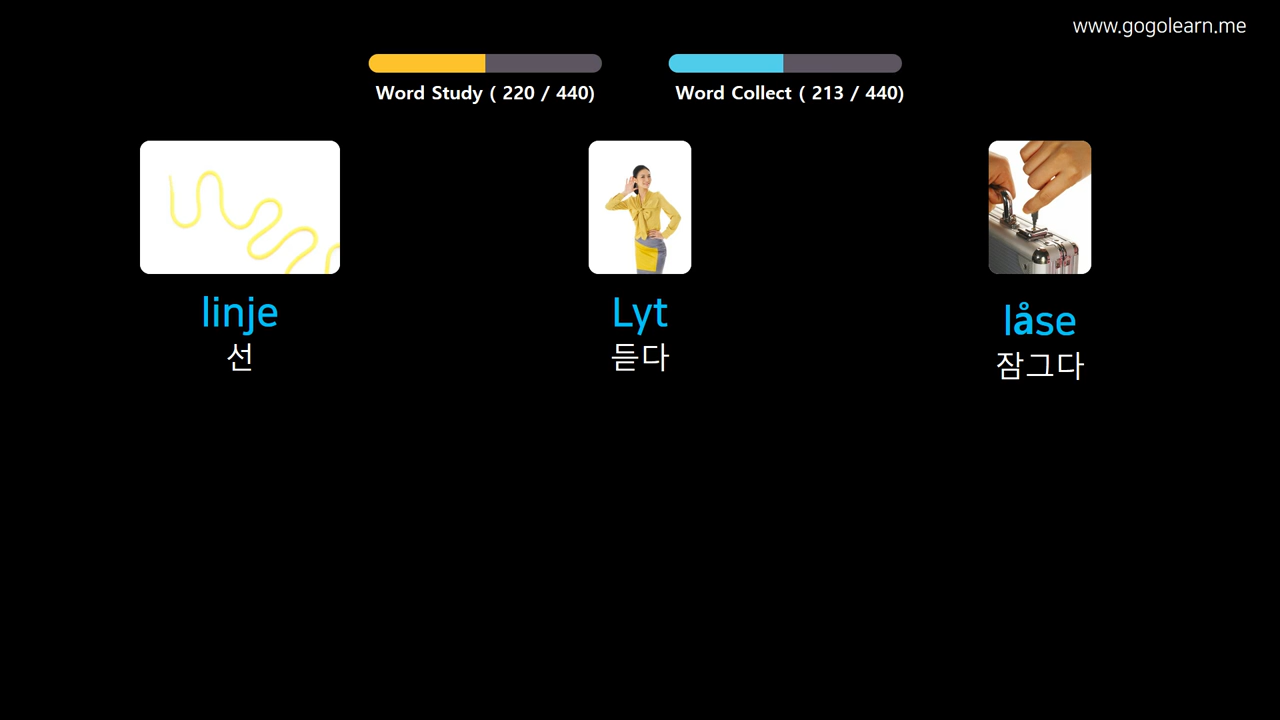 www.gogolearn.me
Word Study ( 220 / 440)
Word Collect ( 213 / 440)
linje
선
Lyt
듣다
låse
잠그다